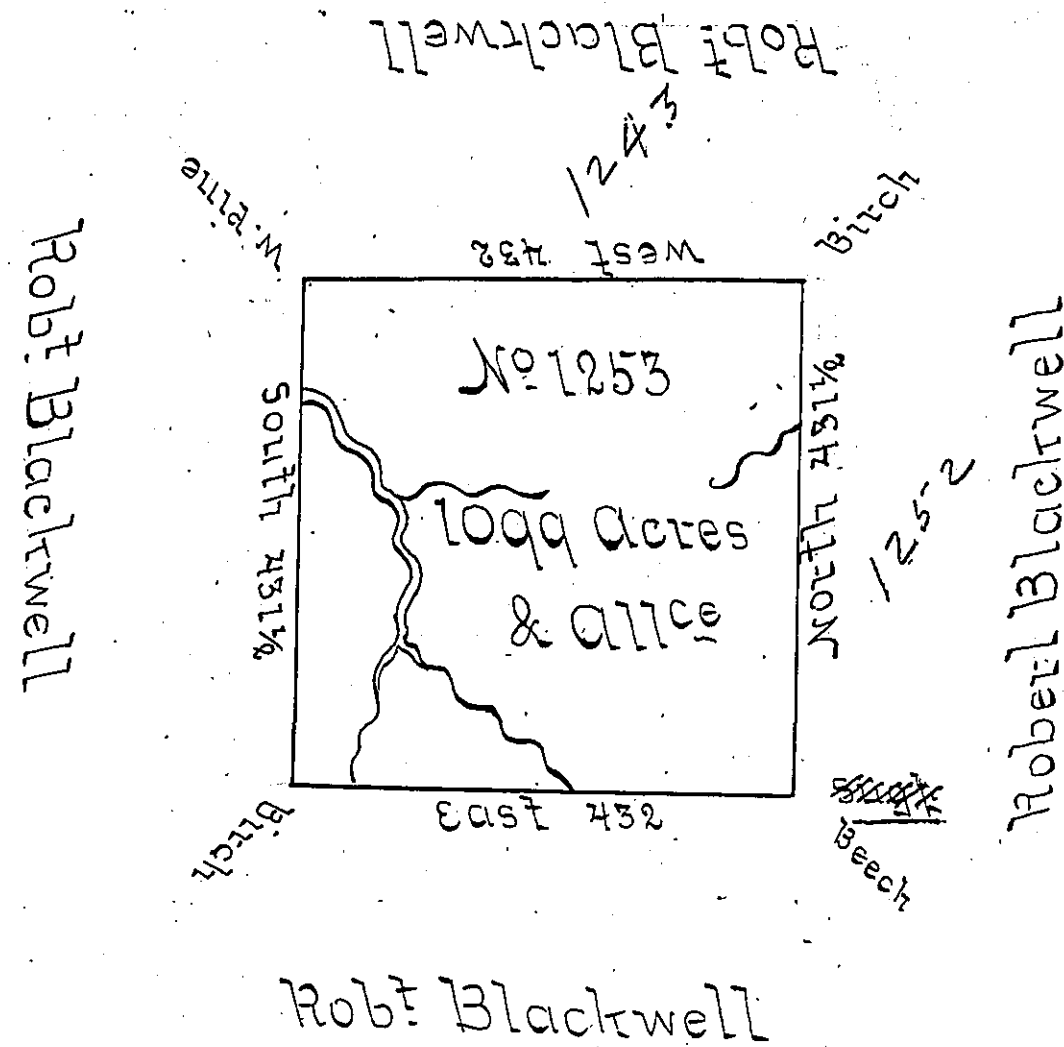 Robt. Blackwell
1243
West 432
W. Pine
Birch
Robt. Blackwell
South 431½
No 1253
1099 acres
& allce
North 431½
1252
Robert Blackwell
East 432
Birch
Beech
Robt. Blackwell